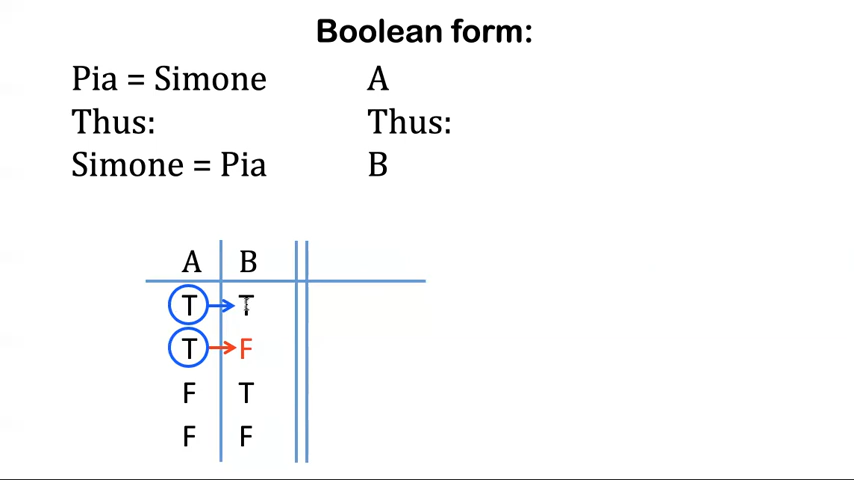 Boolean form:
Pia = Simone A
Thus: Thus:
Simone = Pia B
A B
T T
T F
F T
F F